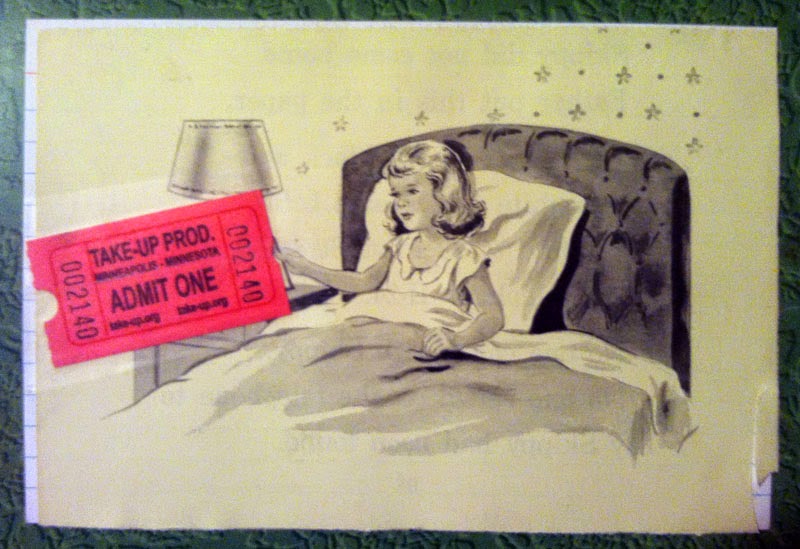 002140
TAKE-UP PROD.
MINNEAPOLIS - MINNESOTA
ADMIT ONE
take-up.org take-up.org
002140